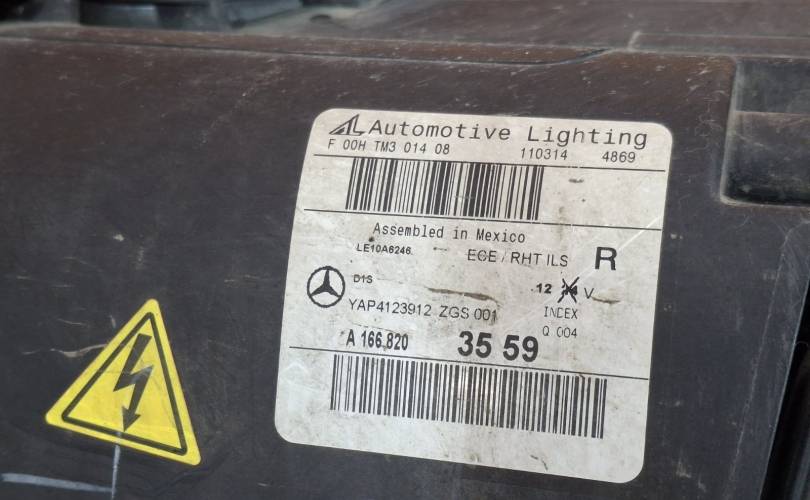 AL Automotive Lighting
F 00H TM3 014 08 110314 4869
Assembled in Mexico
LE10A6246
ECE / RHT ILS R
D1S 12 V
YAP4123912 ZGS 001 INDEX
Q 004
A 166 820 35 59